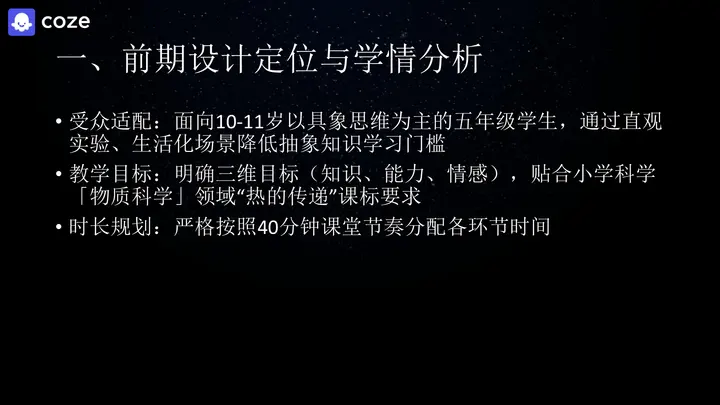 coze
一、前期设计定位与学情分析
• 受众适配：面向10-11岁以具象思维为主的五年级学生，通过直观
实验、生活化场景降低抽象知识学习门槛
• 教学目标：明确三维目标（知识、能力、情感），贴合小学科学
「物质科学」领域“热的传递”课标要求
• 时长规划：严格按照40分钟课堂节奏分配各环节时间